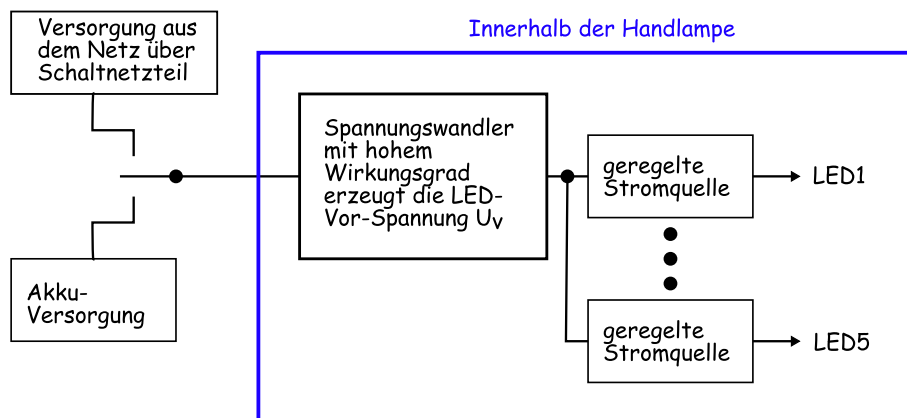 Innerhalb der Handlampe
Versorgung aus
dem Netz über
Schaltnetzteil
Spannungswandler
mit hohem
Wirkungsgrad
erzeugt die LED-
Vor-Spannung Uv
geregelte
Stromquelle
LED1
Akku-
Versorgung
geregelte
Stromquelle
LED5